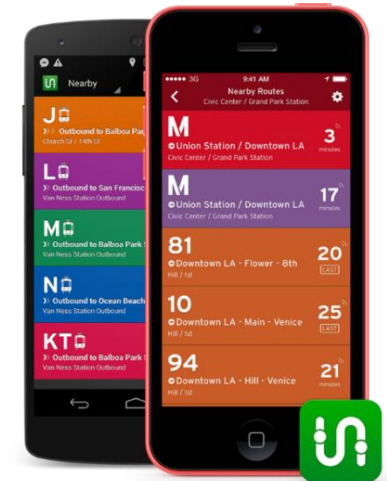 Nearby
J
Outbound to Balboa Pa
Church St / 14th St
L
Outbound to San Francisc
Van Ness Station Outbound
M
Outbound to Balboa Park
Van Ness Station Outbound
N
Outbound to Ocean Beach
Van Ness Station Outbound
KT
Outbound to Balboa Park
Van Ness Station Outbound
3G 9:41 AM
Nearby Routes
Civic Center / Grand Park Station
M
Union Station / Downtown LA
Civic Center / Grand Park Station
3
minutes
M
Union Station / Downtown LA
Civic Center / Grand Park Station
17
minutes
81
Downtown LA - Flower - 8th
Hill / 1st
20
LAST
10
Downtown LA - Main - Venice
Hill / 1st
25
LAST
94
Downtown LA - Hill - Venice
Hill / 1st
21
minutes